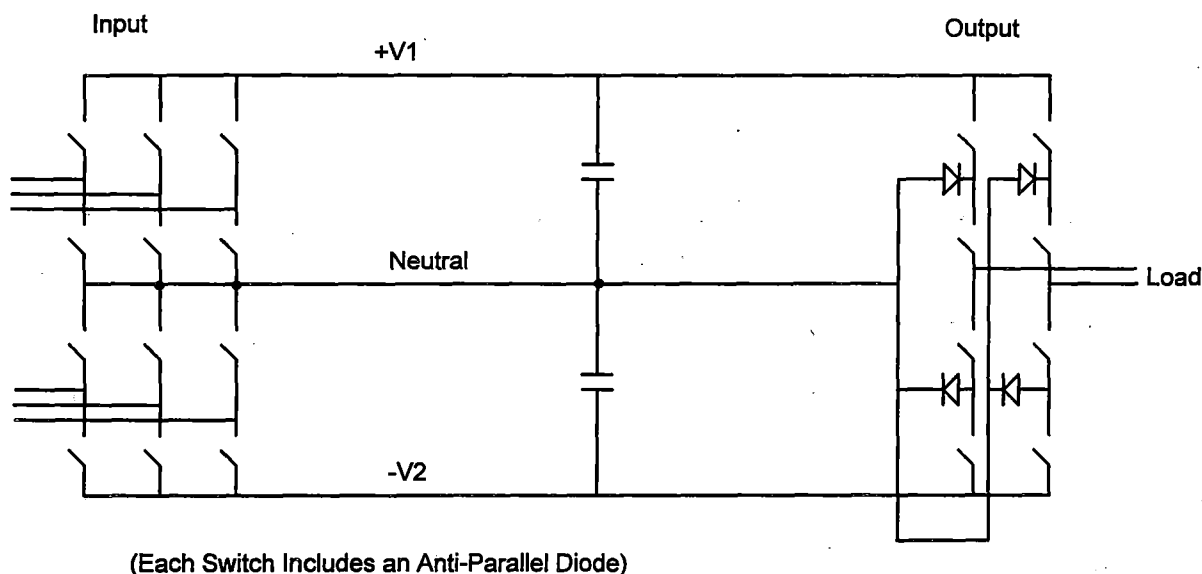 Input
Output
+V1
Neutral
Load
-V2
(Each Switch Includes an Anti-Parallel Diode)